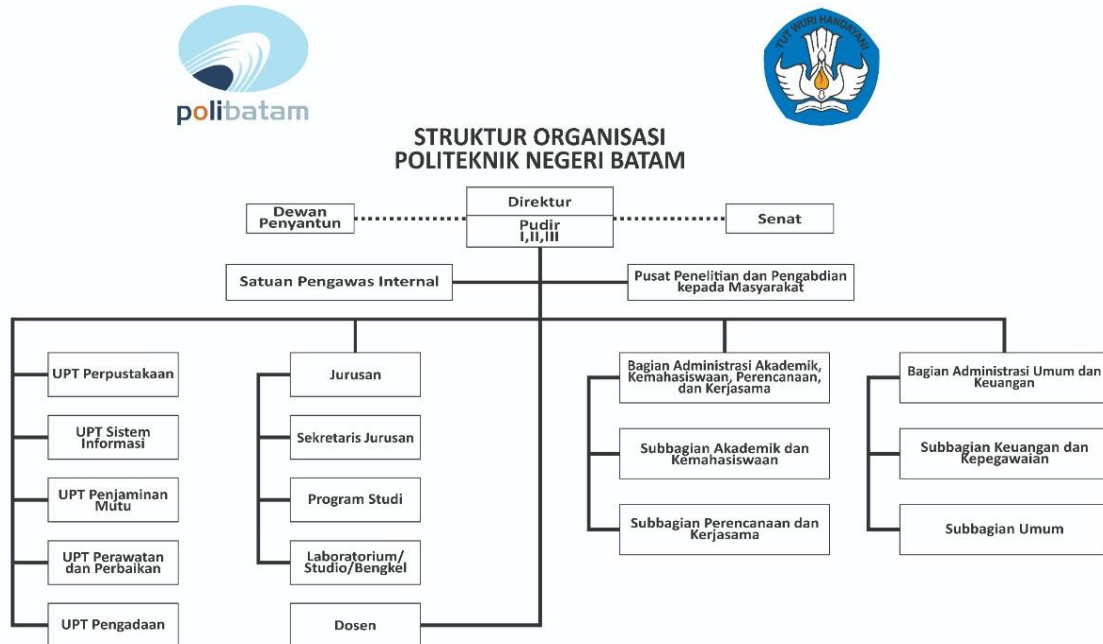 polibatam
TUT WURI HANDAYANI
STRUKTUR ORGANISASI
POLITEKNIK NEGERI BATAM
Direktur
Pudir
I,II,III
Dewan
Penyantun
Senat
Satuan Pengawas Internal
Pusat Penelitian dan Pengabdian
kepada Masyarakat
UPT Perpustakaan
UPT Sistem
Informasi
UPT Penjaminan
Mutu
UPT Perawatan
dan Perbaikan
UPT Pengadaan
Jurusan
Sekretaris Jurusan
Program Studi
Laboratorium/
Studio/Bengkel
Dosen
Bagian Administrasi Akademik,
Kemahasiswaan, Perencanaan,
dan Kerjasama
Subbagian Akademik dan
Kemahasiswaan
Subbagian Perencanaan dan
Kerjasama
Bagian Administrasi Umum dan
Keuangan
Subbagian Keuangan dan
Kepegawaian
Subbagian Umum